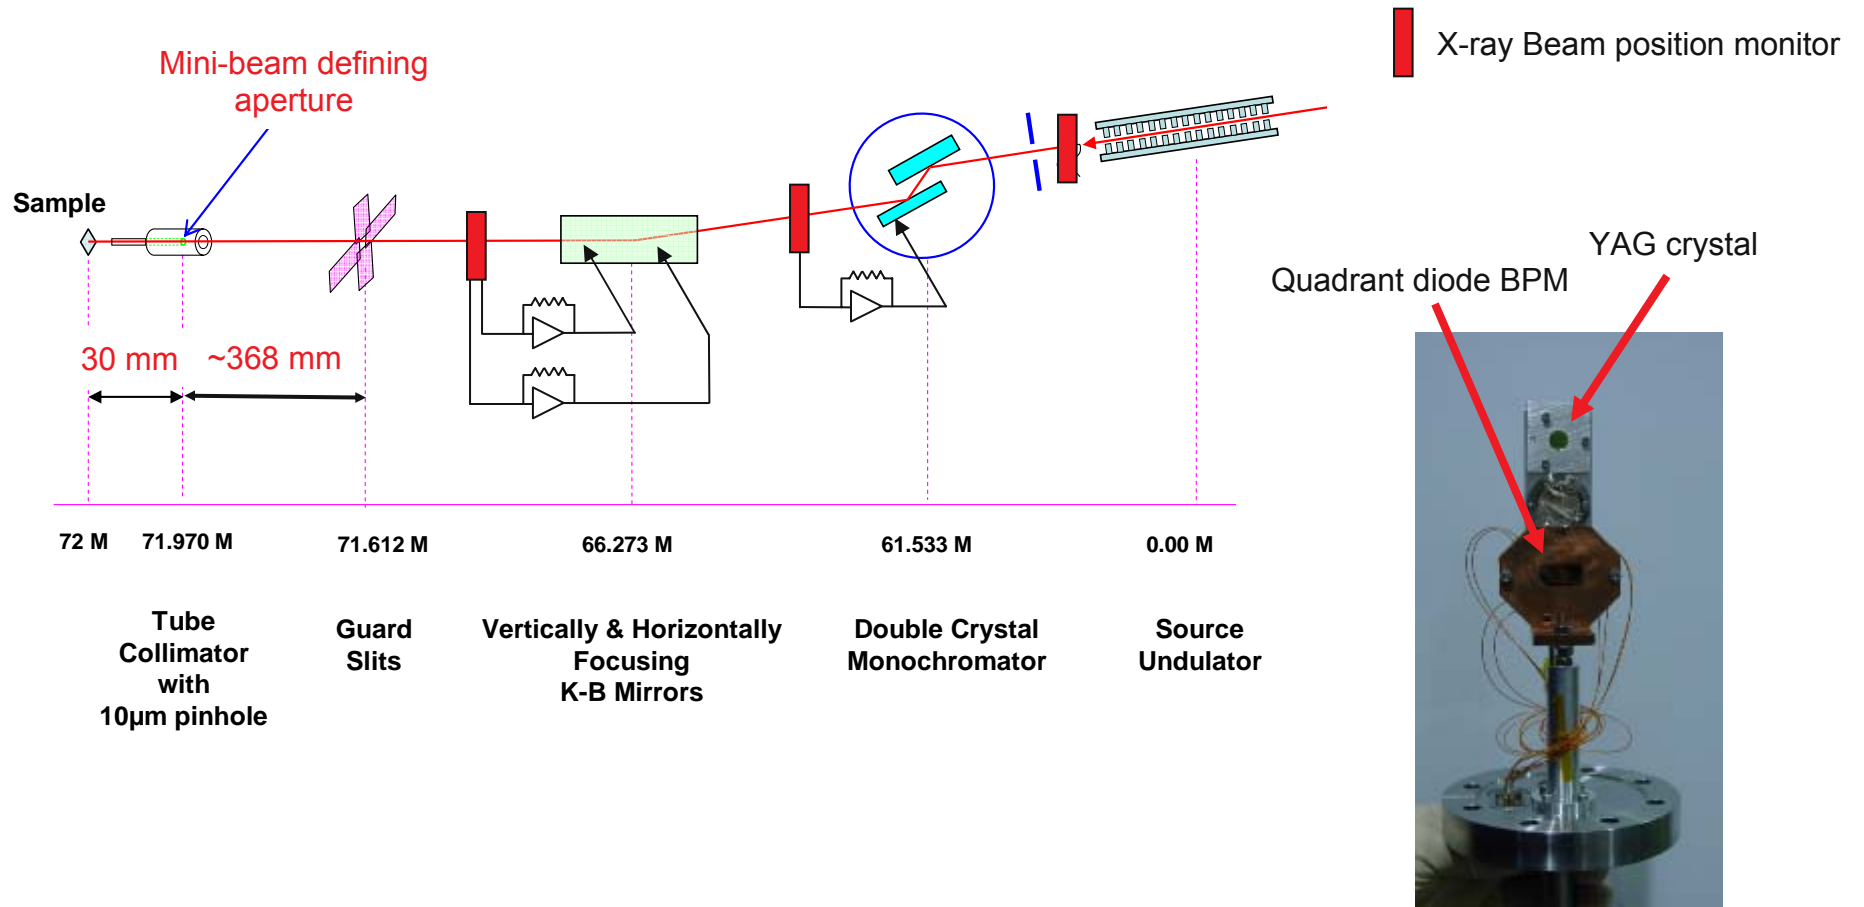 X-ray Beam position monitor
Mini-beam defining
aperture
Sample
YAG crystal
Quadrant diode BPM
30 mm
~368 mm
72 M
71.970 M
71.612 M
66.273 M
61.533 M
0.00 M
Tube
Collimator
with
10µm pinhole
Guard
Slits
Vertically & Horizontally
Focusing
K-B Mirrors
Double Crystal
Monochromator
Source
Undulator